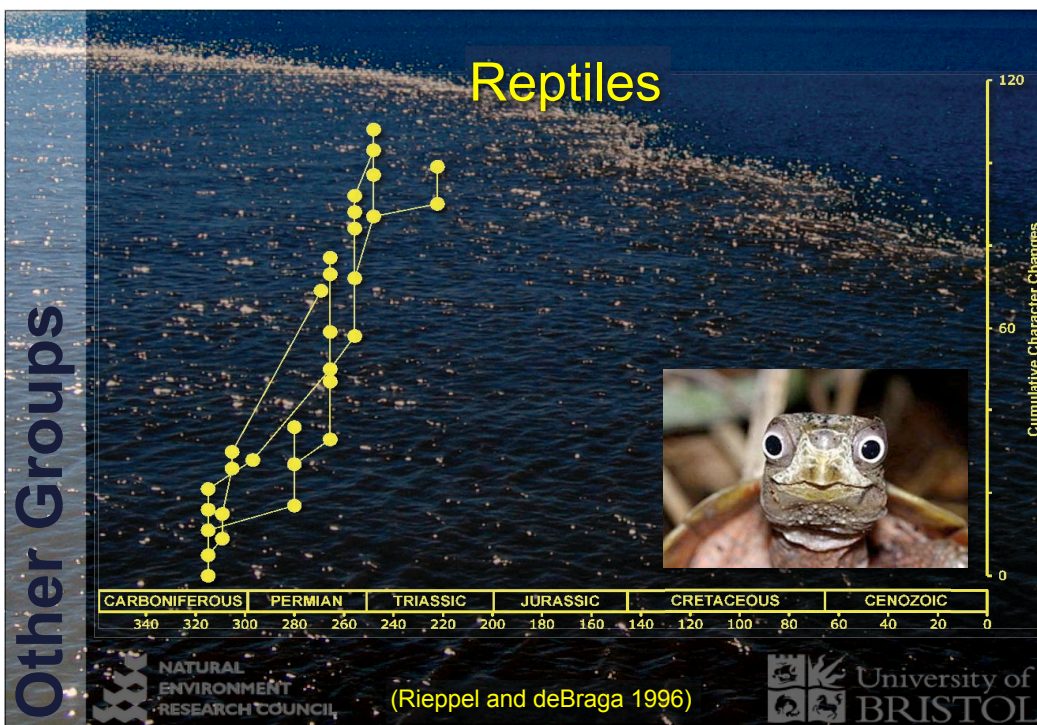 Reptiles
Other Groups
120
60
0
Cumulative Character Changes
CARBONIFEROUS PERMIAN TRIASSIC JURASSIC CRETACEOUS CENOZOIC
340 320 300 280 260 240 220 200 180 160 140 120 100 80 60 40 20 0
NATURAL
ENVIRONMENT
RESEARCH COUNCIL
(Rieppel and deBraga 1996)
University of
BRISTOL